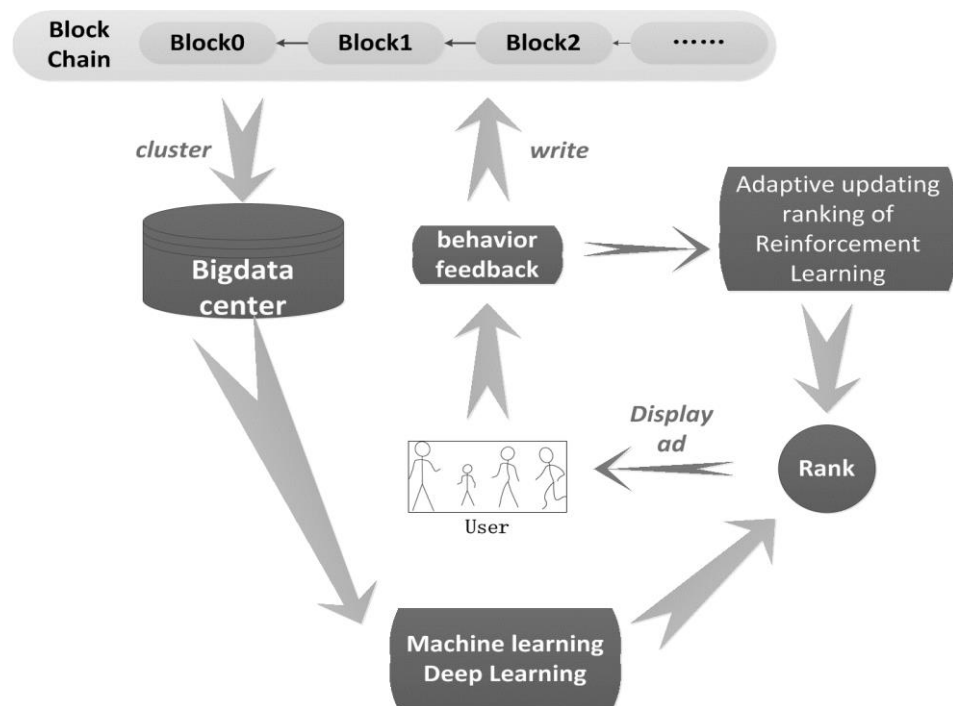 Block
Chain
Block0
Block1
Block2
······
cluster
write
Bigdata
center
behavior
feedback
Adaptive updating
ranking of
Reinforcement
Learning
Display
ad
Rank
User
Machine learning
Deep Learning